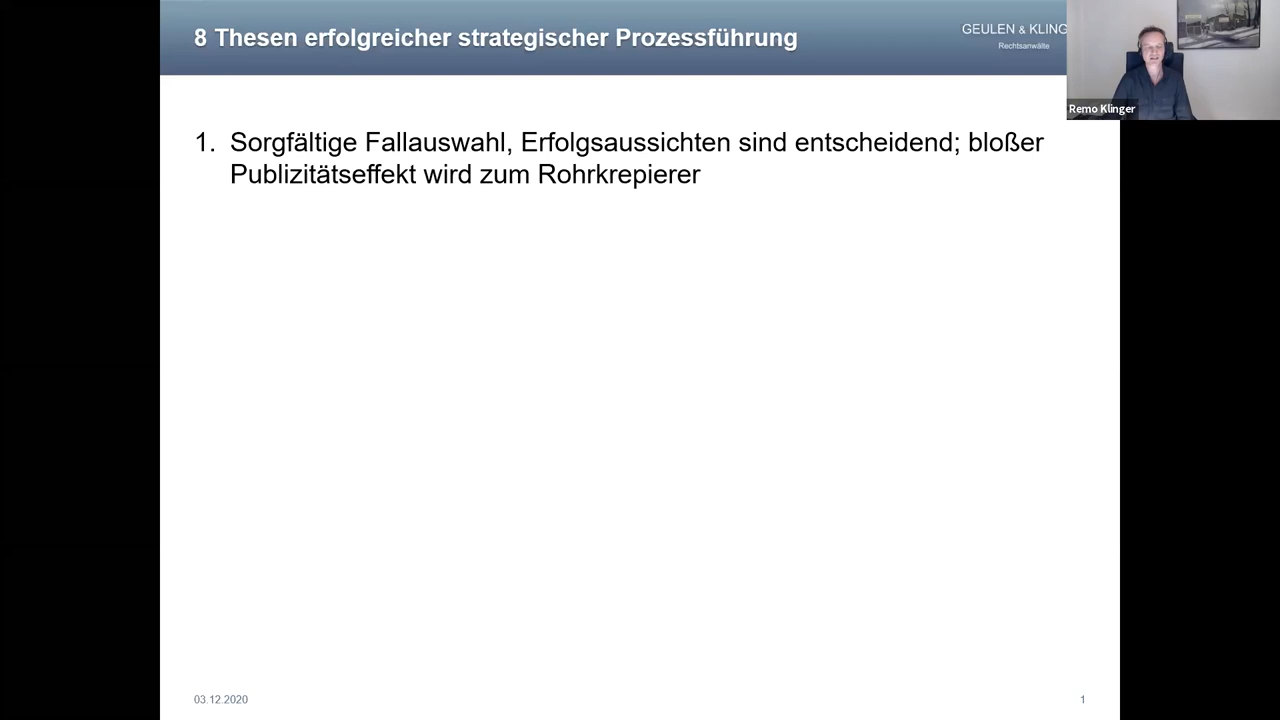 8 Thesen erfolgreicher strategischer Prozessführung
GEULEN & KLING
Rechtsanwälte
Remo Klinger
1. Sorgfältige Fallauswahl, Erfolgsaussichten sind entscheidend; bloßer
Publizitätseffekt wird zum Rohrkrepierer
03.12.2020
1